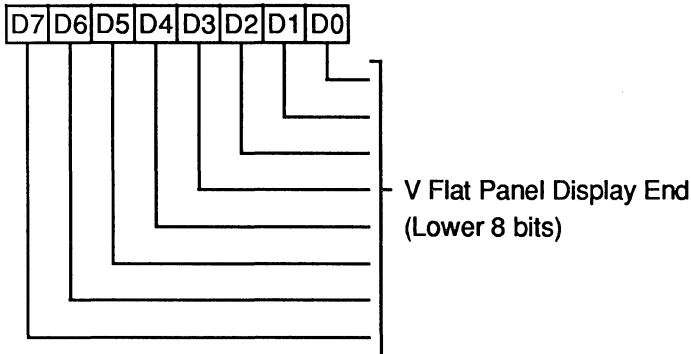 D7 D6 D5 D4 D3 D2 D1 D0
V Flat Panel Display End
(Lower 8 bits)